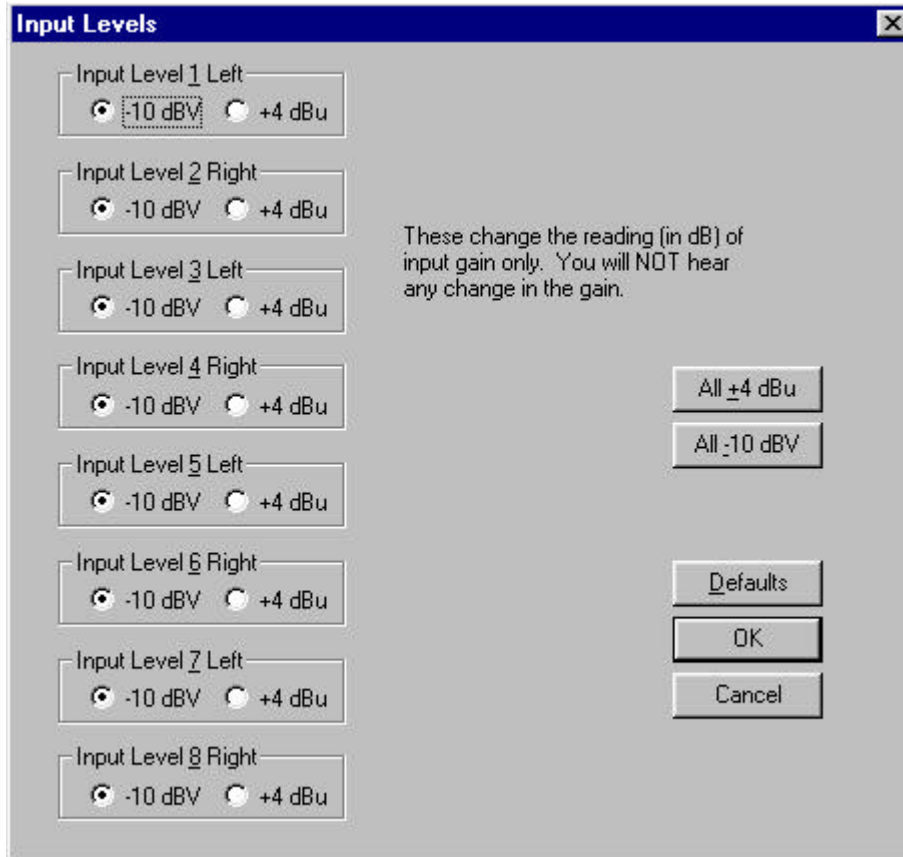 Input Levels
Input Level 1 Left
-10 dBV +4 dBu
Input Level 2 Right
-10 dBV +4 dBu
Input Level 3 Left
-10 dBV +4 dBu
Input Level 4 Right
-10 dBV +4 dBu
Input Level 5 Left
-10 dBV +4 dBu
Input Level 6 Right
-10 dBV +4 dBu
Input Level 7 Left
-10 dBV +4 dBu
Input Level 8 Right
-10 dBV +4 dBu
These change the reading (in dB) of
input gain only. You will NOT hear
any change in the gain.
All +4 dBu
All -10 dBV
Defaults
OK
Cancel